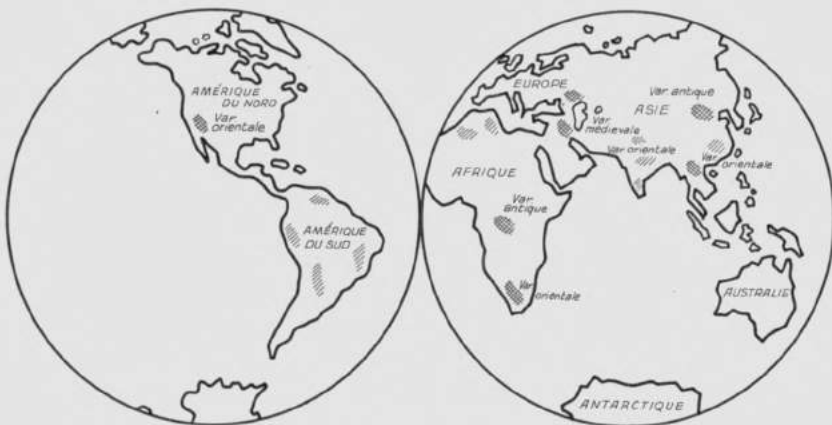 AMÉRIQUE
DU NORD
Var
orientale
AMÉRIQUE
DU SUD
EUROPE
ASIE
Var antique
Var
médievale
Var orientale
Var
orientale
AFRIQUE
Var
antique
Var
orientale
AUSTRALIE
ANTARCTIQUE